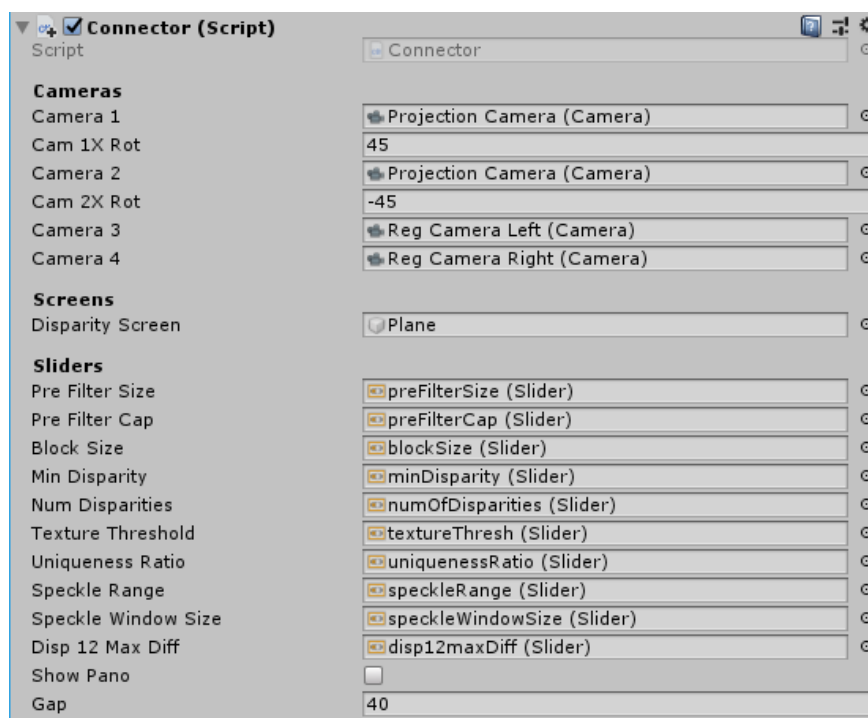 Connector (Script)
Script Connector
Cameras
Camera 1 Projection Camera (Camera)
Cam 1X Rot 45
Camera 2 Projection Camera (Camera)
Cam 2X Rot -45
Camera 3 Reg Camera Left (Camera)
Camera 4 Reg Camera Right (Camera)
Screens
Disparity Screen Plane
Sliders
Pre Filter Size preFilterSize (Slider)
Pre Filter Cap preFilterCap (Slider)
Block Size blockSize (Slider)
Min Disparity minDisparity (Slider)
Num Disparities numOfDisparities (Slider)
Texture Threshold textureThresh (Slider)
Uniqueness Ratio uniquenessRatio (Slider)
Speckle Range speckleRange (Slider)
Speckle Window Size speckleWindowSize (Slider)
Disp 12 Max Diff disp12maxDiff (Slider)
Show Pano
Gap 40